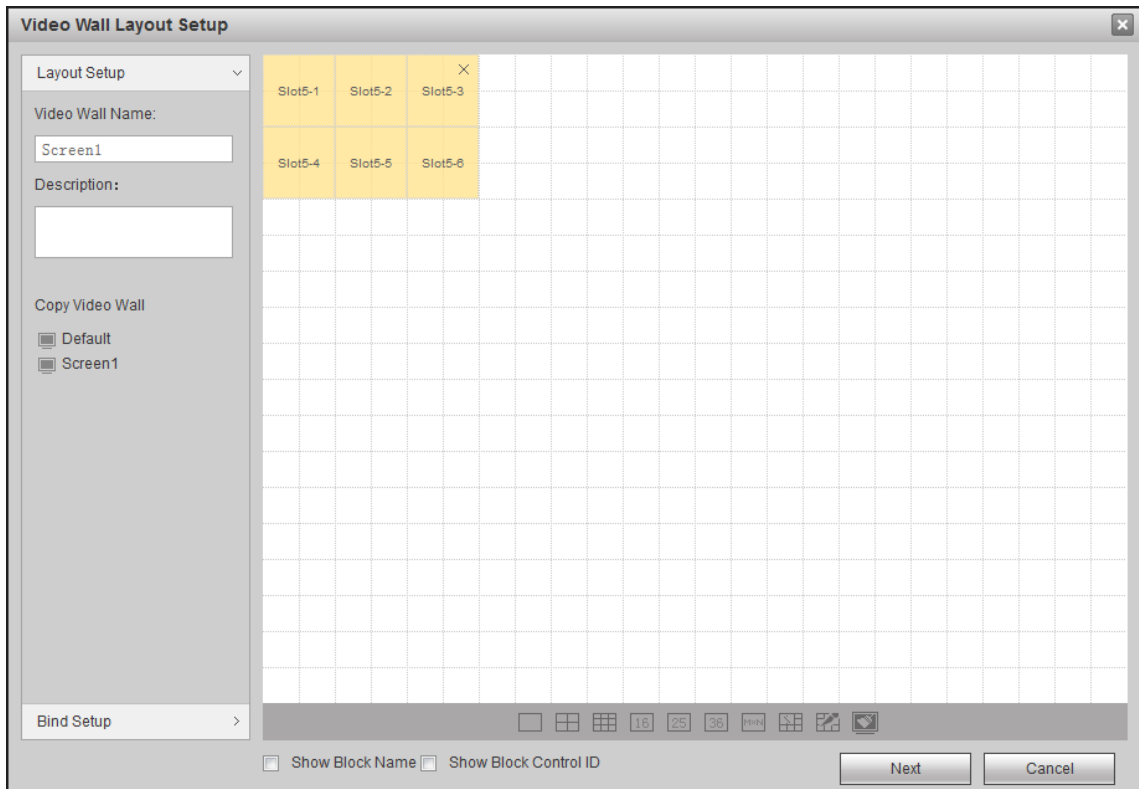 Video Wall Layout Setup
Layout Setup
Video Wall Name:
Screen1
Description:
Copy Video Wall
Default
Screen1
Bind Setup
Slot5-1 Slot5-2 Slot5-3
Slot5-4 Slot5-5 Slot5-6
16 25 36 M×N
Show Block Name Show Block Control ID
Next Cancel